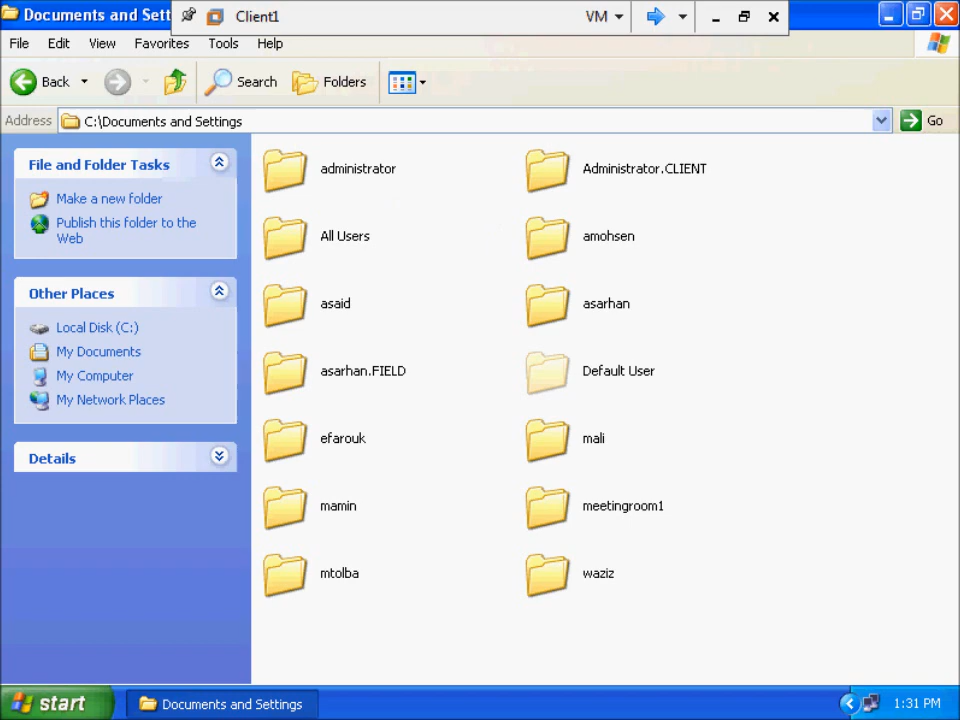 Documents and Sett
Client1
VM
File Edit View Favorites Tools Help
Back Search Folders
Address C:\Documents and Settings Go
File and Folder Tasks
Make a new folder
Publish this folder to the
Web
Other Places
Local Disk (C:)
My Documents
My Computer
My Network Places
Details
administrator Administrator.CLIENT
All Users amohsen
asaid asarhan
asarhan.FIELD Default User
efarouk mali
mamin meetingroom1
mtolba waziz
start Documents and Settings 1:31 PM